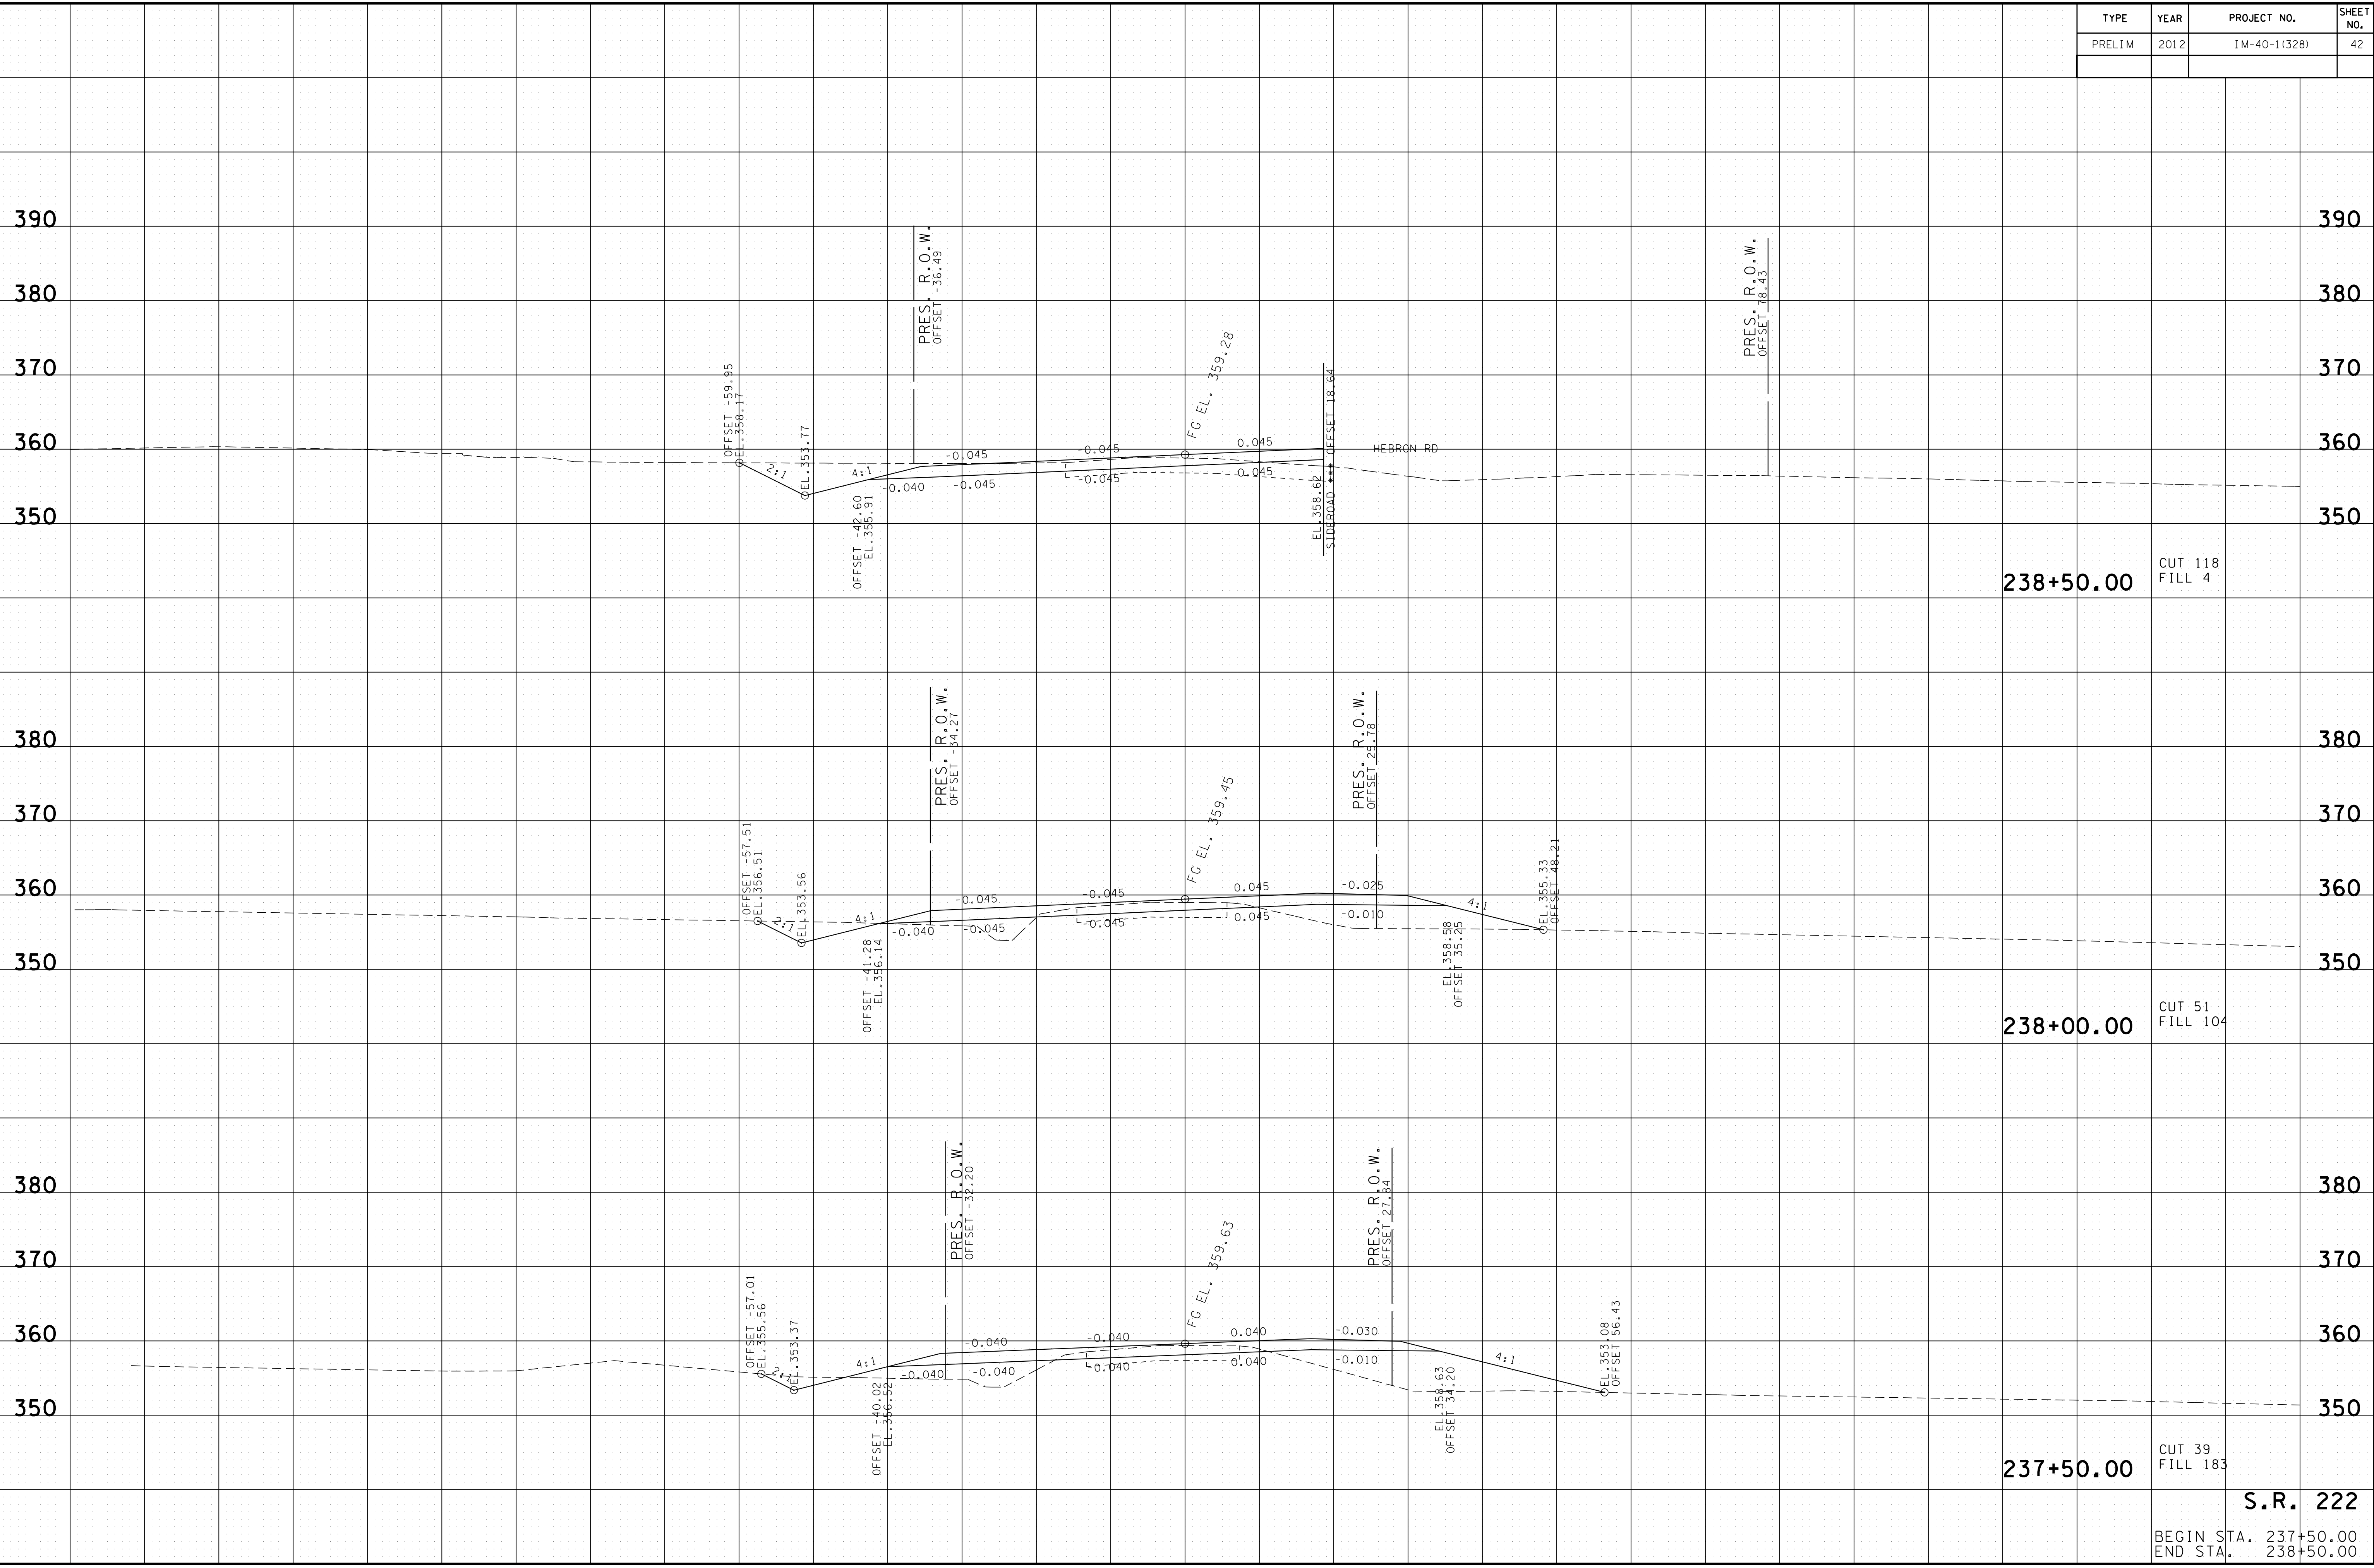 TYPE YEAR PROJECT NO. SHEET NO.
PRELIM 2012 IM-40-1(328) 42
390 390
380 380
370 370
360 360
350 350
PRES. R.O.W.
OFFSET -36.49
PRES. R.O.W.
OFFSET 78.43
FG EL. 359.28
OFFSET -59.95
EL.358.17
EL.353.77
2:1
4:1
-0.045
-0.045
0.045
HEBRON RD
-0.040
-0.045
-0.045
0.045
OFFSET -42.60
EL.355.91
EL.358.62
SIDEROAD *** OFFSET 18.64
238+50.00
CUT 118
FILL 4
380 380
370 370
360 360
350 350
PRES. R.O.W.
OFFSET -34.27
PRES. R.O.W.
OFFSET 25.78
FG EL. 359.45
OFFSET -57.51
EL.356.51
EL.353.56
2:1
4:1
-0.045
-0.045
0.045
-0.025
-0.040
-0.045
-0.045
0.045
-0.010
4:1
OFFSET -41.28
EL.356.14
EL.358.58
OFFSET 35.25
EL.355.33
OFFSET 48.21
238+00.00
CUT 51
FILL 104
380 380
370 370
360 360
350 350
PRES. R.O.W.
OFFSET -32.20
PRES. R.O.W.
OFFSET 27.84
FG EL. 359.63
OFFSET -57.01
EL.355.56
EL.353.37
2:1
4:1
-0.040
-0.040
0.040
-0.030
-0.040
-0.040
-0.040
0.040
-0.010
4:1
OFFSET -40.02
EL.356.52
EL.358.63
OFFSET 34.20
EL.353.08
OFFSET 56.43
237+50.00
CUT 39
FILL 183
S.R. 222
BEGIN STA. 237+50.00
END STA. 238+50.00